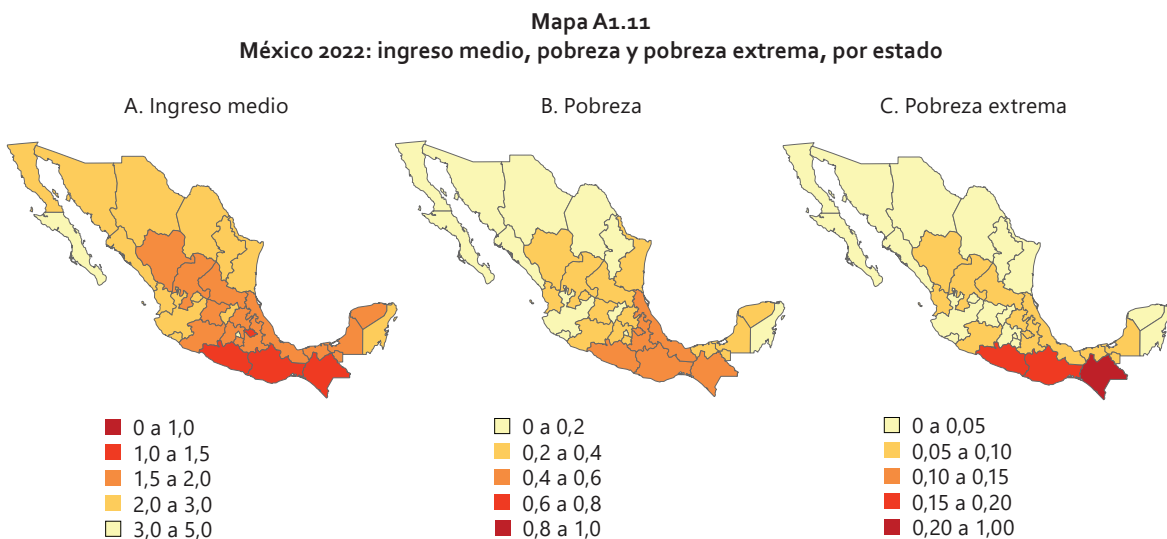 Mapa A1.11
México 2022: ingreso medio, pobreza y pobreza extrema, por estado
A. Ingreso medio
B. Pobreza
C. Pobreza extrema
0 a 1,0
1,0 a 1,5
1,5 a 2,0
2,0 a 3,0
3,0 a 5,0
0 a 0,2
0,2 a 0,4
0,4 a 0,6
0,6 a 0,8
0,8 a 1,0
0 a 0,05
0,05 a 0,10
0,10 a 0,15
0,15 a 0,20
0,20 a 1,00